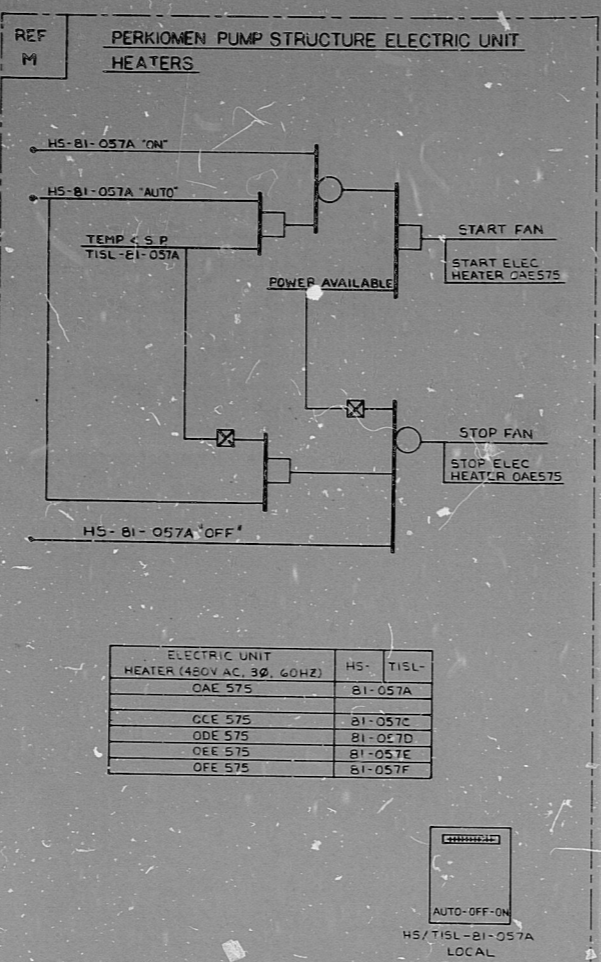 REF
M
PERKIOMEN PUMP STRUCTURE ELECTRIC UNIT
HEATERS
HS-81-057A "ON"
HS-81-057A "AUTO"
TEMP < S.P.
TISL-81-057A
POWER AVAILABLE
START FAN
START ELEC
HEATER OAE575
STOP FAN
STOP ELEC
HEATER OAE575
HS-81-057A "OFF"
ELECTRIC UNIT
HEATER (480V AC, 3Ø, 60HZ)
HS-
TISL-
OAE 575
81-057A
OCE 575
81-057C
ODE 575
81-057D
OEE 575
81-057E
OFE 575
81-057F
AUTO-OFF-ON
HS/TISL-81-057A
LOCAL